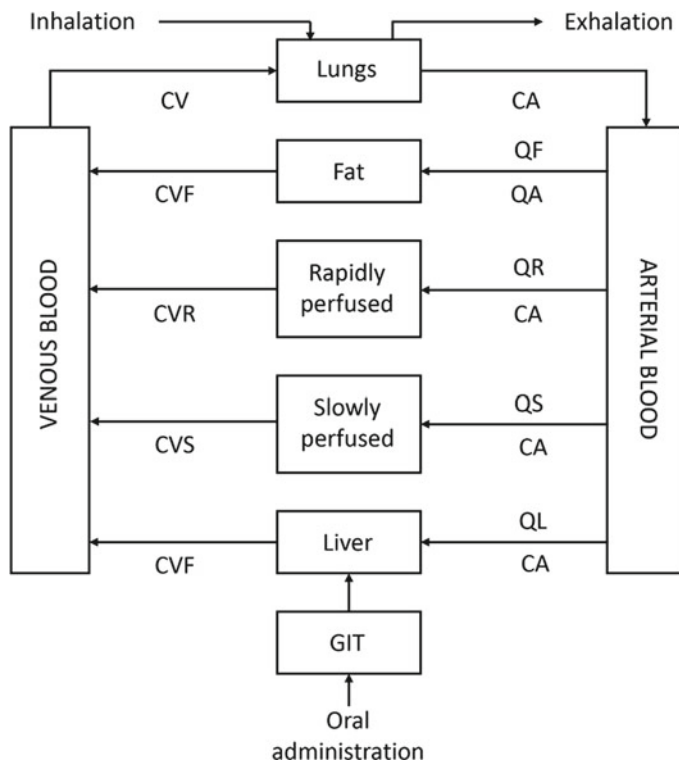 Inhalation
Exhalation
Lungs
CV
CA
VENOUS BLOOD
ARTERIAL BLOOD
Fat
QF
CVF
QA
Rapidly
perfused
QR
CVR
CA
Slowly
perfused
QS
CVS
CA
Liver
QL
CVF
CA
GIT
Oral
administration